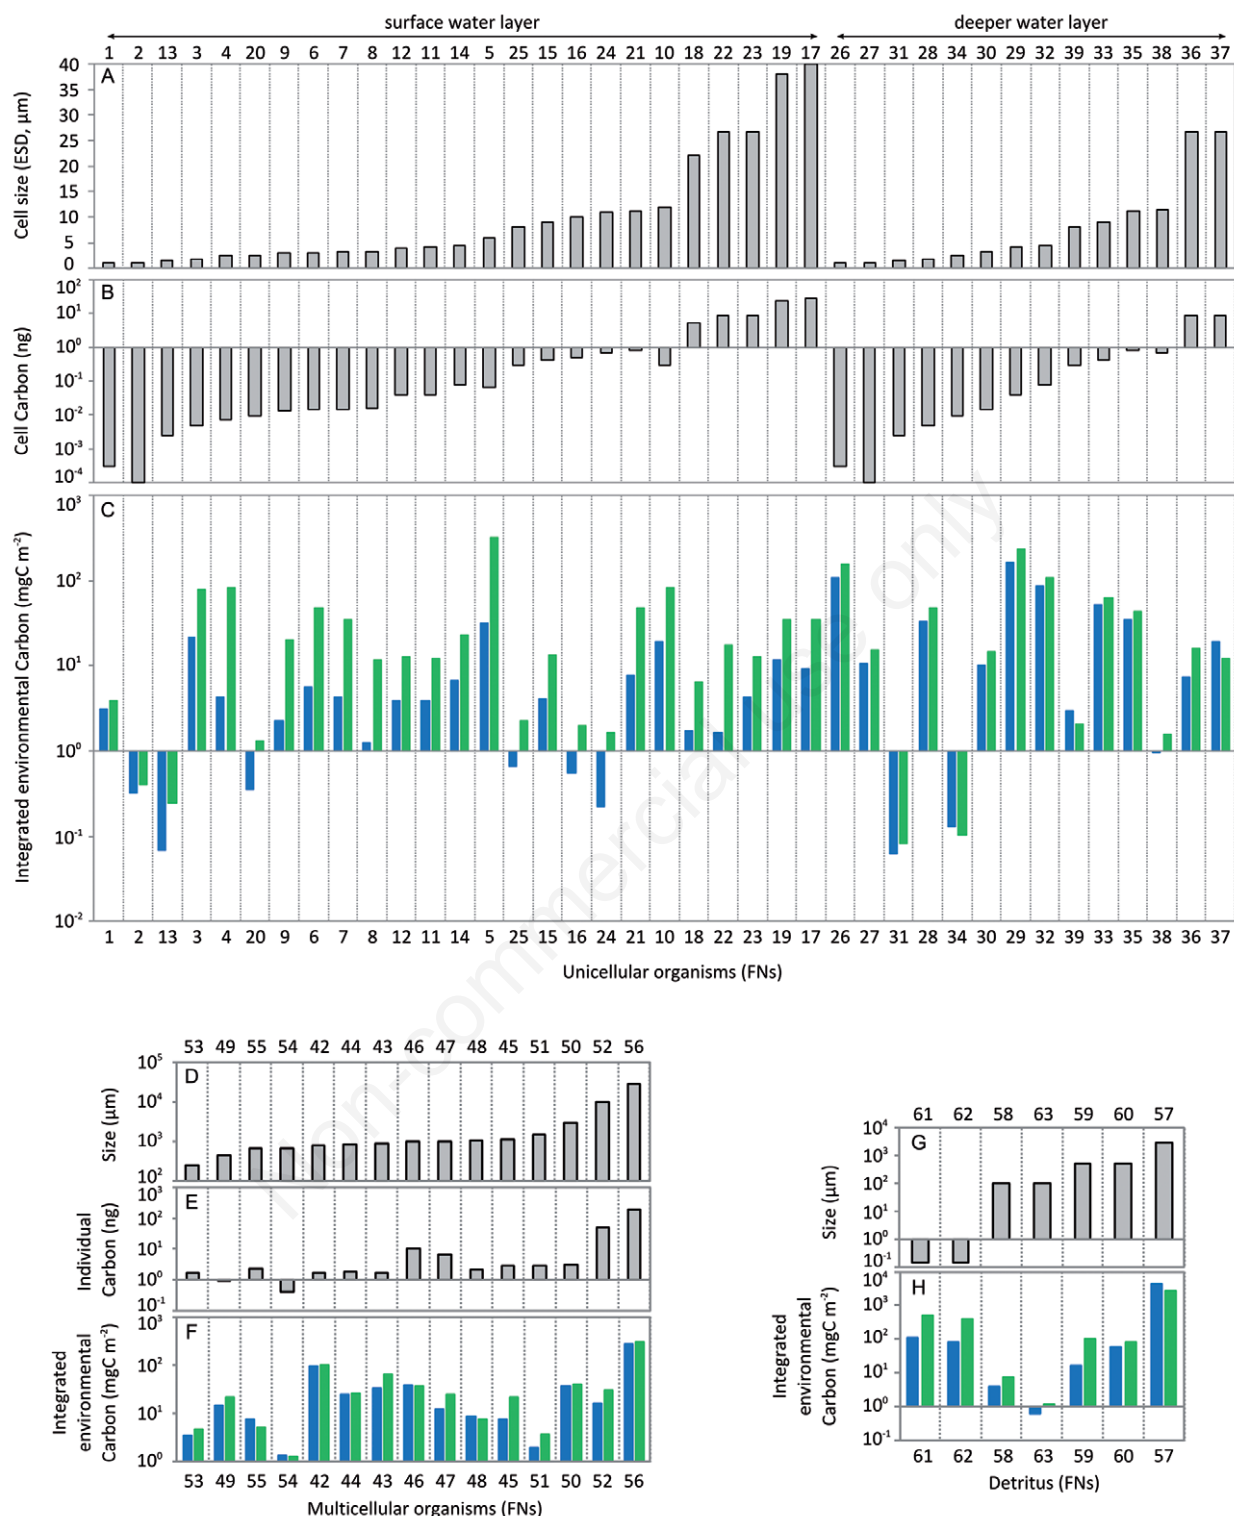 surface water layer deeper water layer
1 2 13 3 4 20 9 6 7 8 12 11 14 5 25 15 16 24 21 10 18 22 23 19 17 26 27 31 28 34 30 29 32 39 33 35 38 36 37
A
Cell size (ESD, µm)
40
35
30
25
20
15
10
5
0
B
Cell Carbon (ng)
10²
10¹
10⁰
10⁻¹
10⁻²
10⁻³
10⁻⁴
C
Integrated environmental Carbon (mgC m⁻²)
10³
10²
10¹
10⁰
10⁻¹
10⁻²
1 2 13 3 4 20 9 6 7 8 12 11 14 5 25 15 16 24 21 10 18 22 23 19 17 26 27 31 28 34 30 29 32 39 33 35 38 36 37
Unicellular organisms (FNs)
Non-commercial use only
53 49 55 54 42 44 43 46 47 48 45 51 50 52 56
D
Size (µm)
10⁵
10⁴
10³
10²
E
Individual
Carbon (ng)
10³
10²
10¹
10⁰
10⁻¹
F
Integrated
environmental
Carbon (mgC m⁻²)
10³
10²
10¹
10⁰
53 49 55 54 42 44 43 46 47 48 45 51 50 52 56
Multicellular organisms (FNs)
61 62 58 63 59 60 57
G
Size (µm)
10⁴
10³
10²
10¹
10⁰
10⁻¹
H
Integrated
environmental
Carbon (mgC m⁻²)
10⁴
10³
10²
10¹
10⁰
10⁻¹
61 62 58 63 59 60 57
Detritus (FNs)